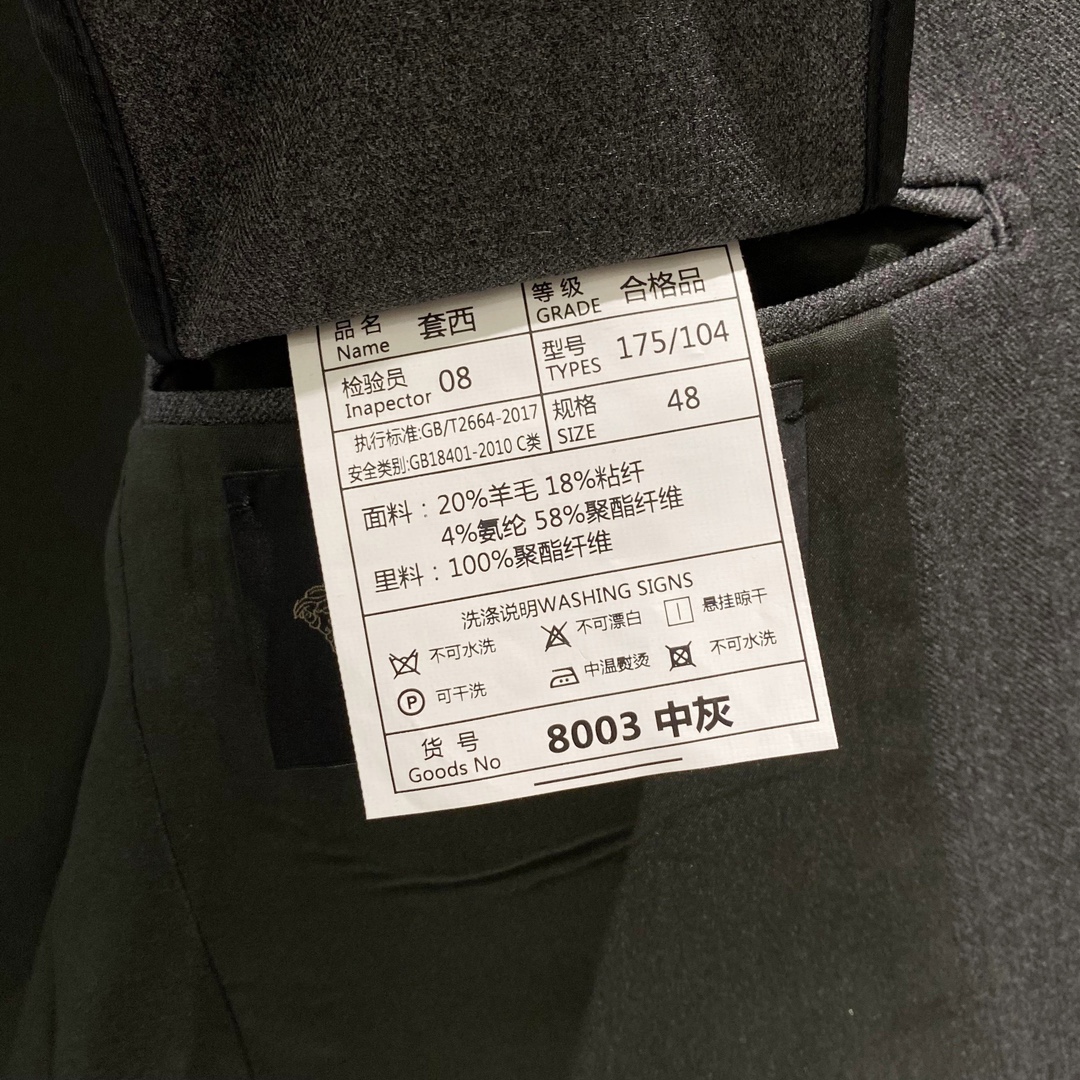 品名 Name 套西
等级 GRADE 合格品
检验员 Inapector 08
型号 TYPES 175/104
执行标准:GB/T2664-2017
安全类别:GB18401-2010 C类
规格 SIZE 48
面料：20%羊毛 18%粘纤
4%氨纶 58%聚酯纤维
里料：100%聚酯纤维
洗涤说明WASHING SIGNS
不可水洗 不可漂白 悬挂晾干
P 可干洗 中温熨烫 不可水洗
货号 Goods No 8003 中灰